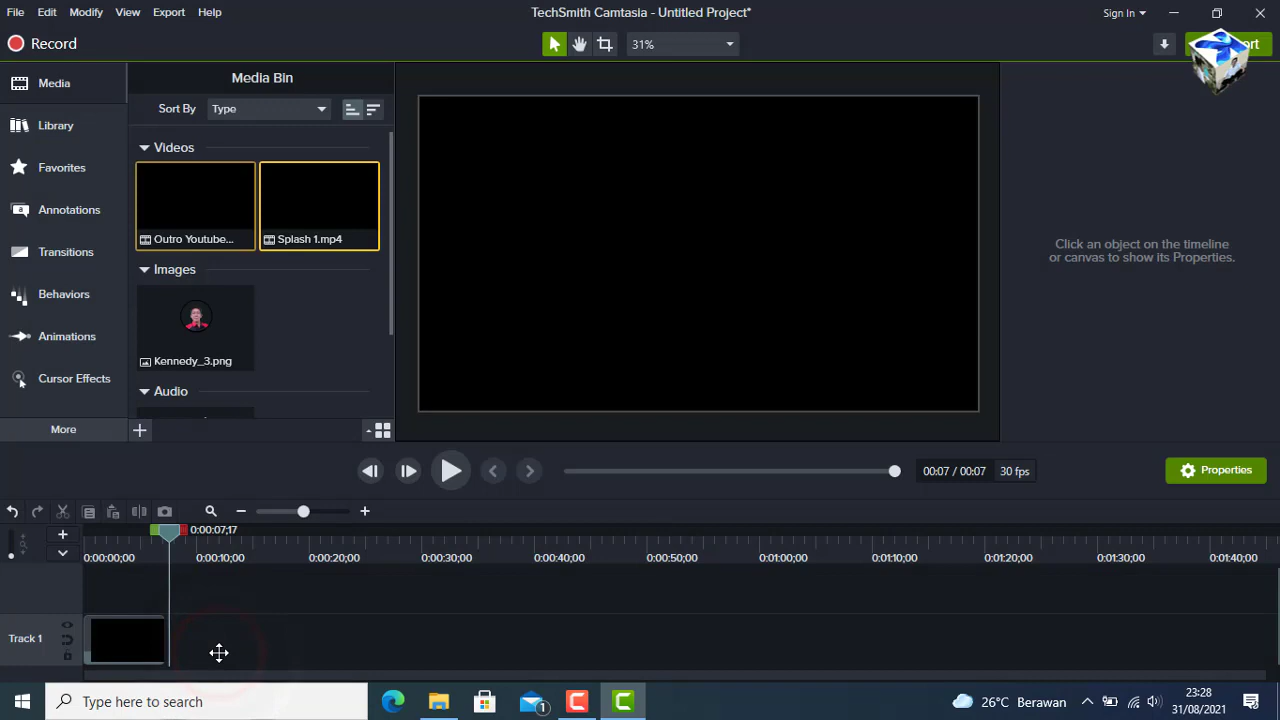 File Edit Modify View Export Help
TechSmith Camtasia - Untitled Project*
Sign In
Record
31%
Media
Library
Favorites
Annotations
Transitions
Behaviors
Animations
Cursor Effects
More
Media Bin
Sort By Type
Videos
Outro Youtube...
Splash 1.mp4
Images
Kennedy_3.png
Audio
Click an object on the timeline
or canvas to show its Properties.
00:07 / 00:07
30 fps
Properties
0:00:07;17
0:00:00;00 0:00:10;00 0:00:20;00 0:00:30;00 0:00:40;00 0:00:50;00 0:01:00;00 0:01:10;00 0:01:20;00 0:01:30;00 0:01:40;00
Track 1
Type here to search
1
26°C Berawan
23:28
31/08/2021